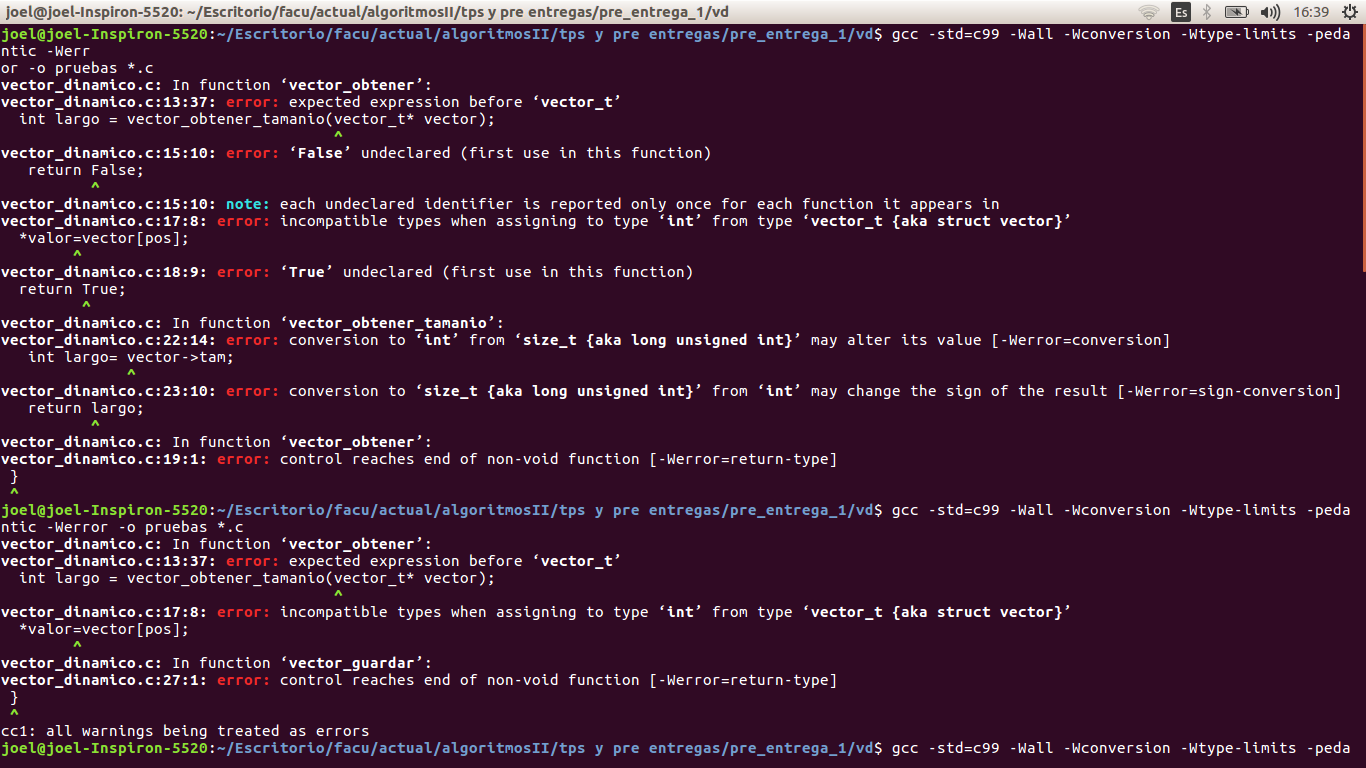 joel@joel-Inspiron-5520: ~/Escritorio/facu/actual/algoritmosII/tps y pre entregas/pre_entrega_1/vd Es 16:39
joel@joel-Inspiron-5520:~/Escritorio/facu/actual/algoritmosII/tps y pre entregas/pre_entrega_1/vd$ gcc -std=c99 -Wall -Wconversion -Wtype-limits -peda
ntic -Werr
or -o pruebas *.c
vector_dinamico.c: In function ‘vector_obtener’:
vector_dinamico.c:13:37: error: expected expression before ‘vector_t’
  int largo = vector_obtener_tamanio(vector_t* vector);
^
vector_dinamico.c:15:10: error: ‘False’ undeclared (first use in this function)
   return False;
^
vector_dinamico.c:15:10: note: each undeclared identifier is reported only once for each function it appears in
vector_dinamico.c:17:8: error: incompatible types when assigning to type ‘int’ from type ‘vector_t {aka struct vector}’
  *valor=vector[pos];
^
vector_dinamico.c:18:9: error: ‘True’ undeclared (first use in this function)
  return True;
^
vector_dinamico.c: In function ‘vector_obtener_tamanio’:
vector_dinamico.c:22:14: error: conversion to ‘int’ from ‘size_t {aka long unsigned int}’ may alter its value [-Werror=conversion]
   int largo= vector->tam;
^
vector_dinamico.c:23:10: error: conversion to ‘size_t {aka long unsigned int}’ from ‘int’ may change the sign of the result [-Werror=sign-conversion]
   return largo;
^
vector_dinamico.c: In function ‘vector_obtener’:
vector_dinamico.c:19:1: error: control reaches end of non-void function [-Werror=return-type]
 }
 ^
joel@joel-Inspiron-5520:~/Escritorio/facu/actual/algoritmosII/tps y pre entregas/pre_entrega_1/vd$ gcc -std=c99 -Wall -Wconversion -Wtype-limits -peda
ntic -Werror -o pruebas *.c
vector_dinamico.c: In function ‘vector_obtener’:
vector_dinamico.c:13:37: error: expected expression before ‘vector_t’
  int largo = vector_obtener_tamanio(vector_t* vector);
^
vector_dinamico.c:17:8: error: incompatible types when assigning to type ‘int’ from type ‘vector_t {aka struct vector}’
  *valor=vector[pos];
^
vector_dinamico.c: In function ‘vector_guardar’:
vector_dinamico.c:27:1: error: control reaches end of non-void function [-Werror=return-type]
 }
 ^
cc1: all warnings being treated as errors
joel@joel-Inspiron-5520:~/Escritorio/facu/actual/algoritmosII/tps y pre entregas/pre_entrega_1/vd$ gcc -std=c99 -Wall -Wconversion -Wtype-limits -peda